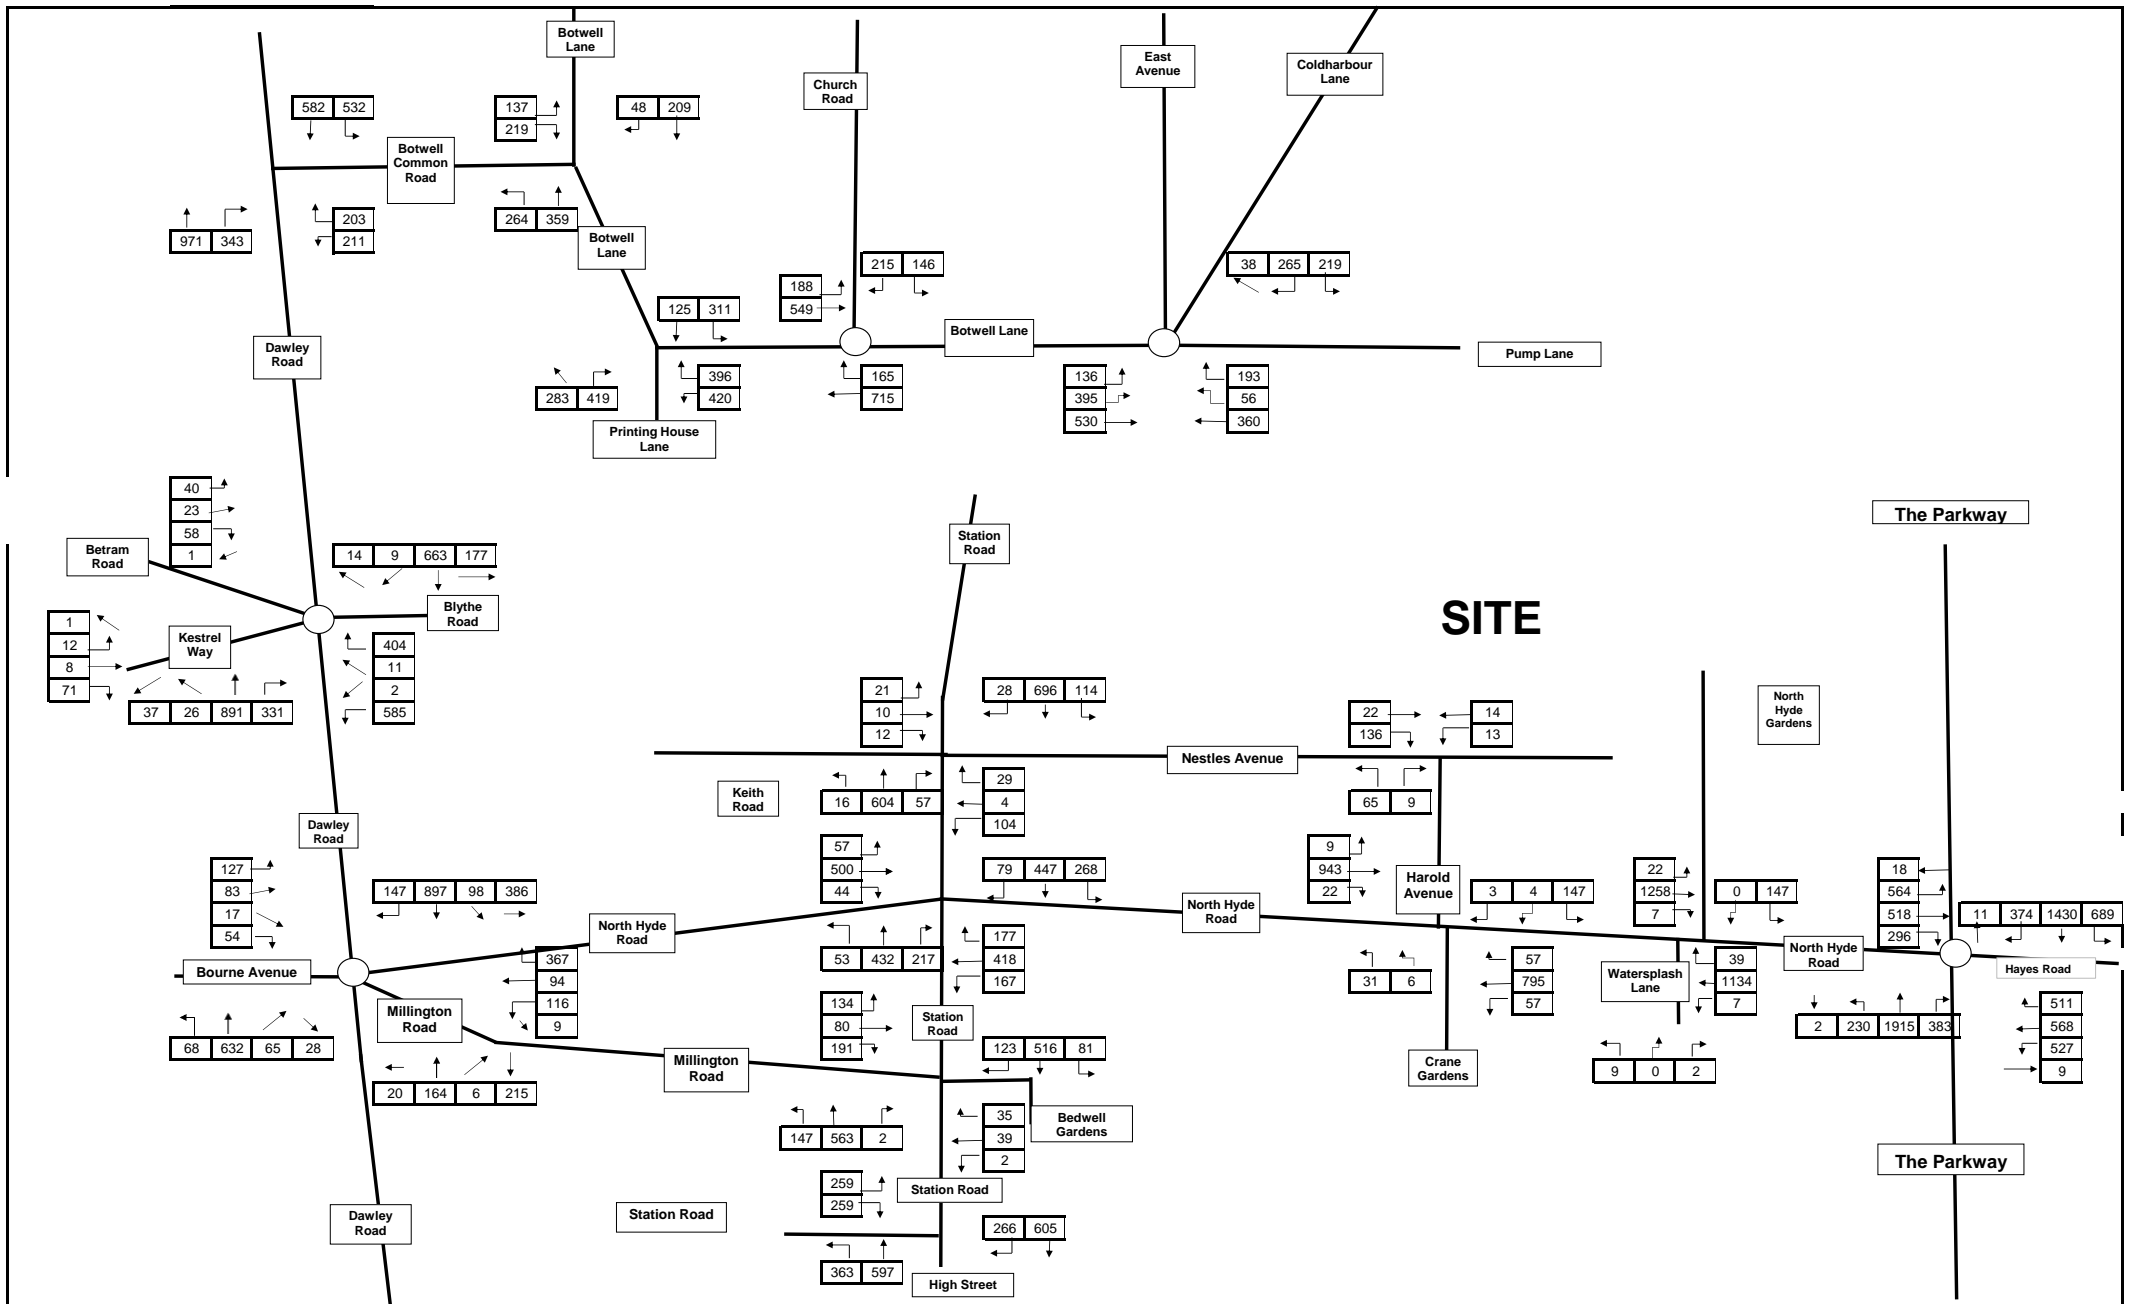 Botwell
Lane
East
Avenue
Coldharbour
Lane
Church
Road
582 532
137
219
48 209
Botwell
Common
Road
264 359
203
211
971 343
Botwell
Lane
215 146
38 265 219
188
549
125 311
Botwell Lane
Dawley
Road
Pump Lane
283 419
396
420
165
715
136
395
530
193
56
360
Printing House
Lane
40
23
58
1
Betram
Road
14 9 663 177
Station
Road
The Parkway
Blythe
Road
SITE
1
12
8
71
Kestrel
Way
404
11
2
585
37 26 891 331
21
10
12
28 696 114
22
136
14
13
North
Hyde
Gardens
Nestles Avenue
Keith
Road
16 604 57
29
4
104
65 9
Dawley
Road
127
83
17
54
147 897 98 386
57
500
44
79 447 268
9
943
22
Harold
Avenue
3 4 147
22
1258
7
0 147
18
564
518
296
11 374 1430 689
North Hyde
Road
North Hyde
Road
North Hyde
Road
Hayes Road
Bourne Avenue
367
94
116
9
53 432 217
177
418
167
31 6
57
795
57
Watersplash
Lane
39
1134
7
Millington
Road
134
80
191
Station
Road
2 230 1915 383
511
568
527
9
68 632 65 28
Millington
Road
123 516 81
Crane
Gardens
9 0 2
20 164 6 215
147 563 2
35
39
2
Bedwell
Gardens
The Parkway
259
259
Station Road
Dawley
Road
Station Road
266 605
363 597
High Street